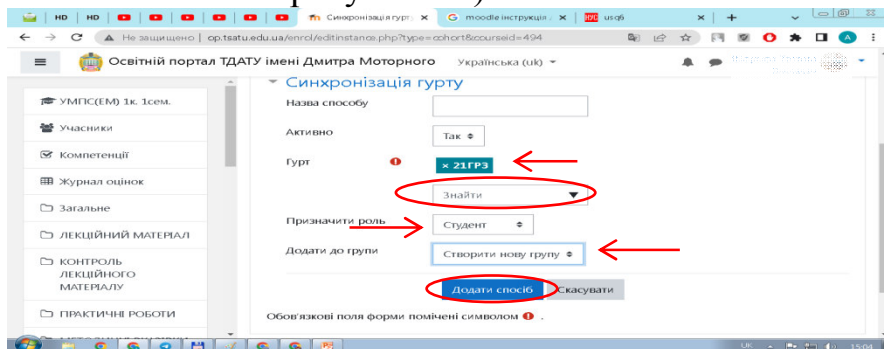 HD
HD
Синхронізація гурту
moodle інструкція
usqб
Не защищено | op.tsatu.edu.ua/enrol/editinstance.php?type=cohort&courseid=494
Освітній портал ТДАТУ імені Дмитра Моторного
Українська (uk)
Синхронізація гурту
УМПС(ЕМ) 1к. 1сем.
Учасники
Компетенції
Журнал оцінок
Загальне
ЛЕКЦІЙНИЙ МАТЕРІАЛ
КОНТРОЛЬ
ЛЕКЦІЙНОГО
МАТЕРІАЛУ
ПРАКТИЧНІ РОБОТИ
Назва способу
Активно
Так
Гурт
× 21ГРЗ
Знайти
Призначити роль
Студент
Додати до групи
Створити нову групу
Додати спосіб
Скасувати
Обов'язкові поля форми помічені символом .
UK
15:04